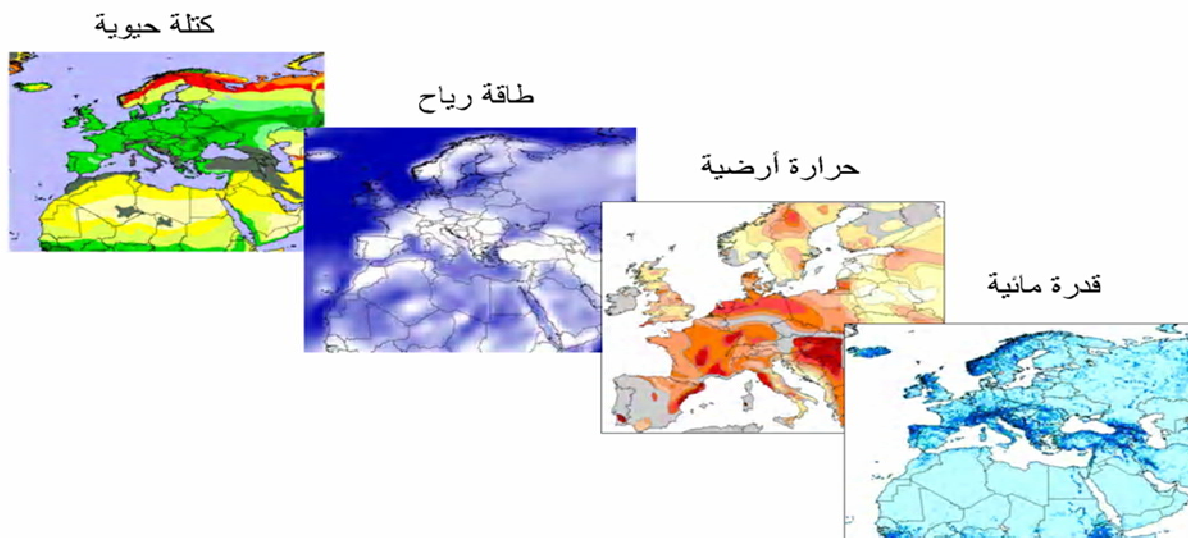 كتلة حيوية
طاقة رياح
حرارة أرضية
قدرة مائية